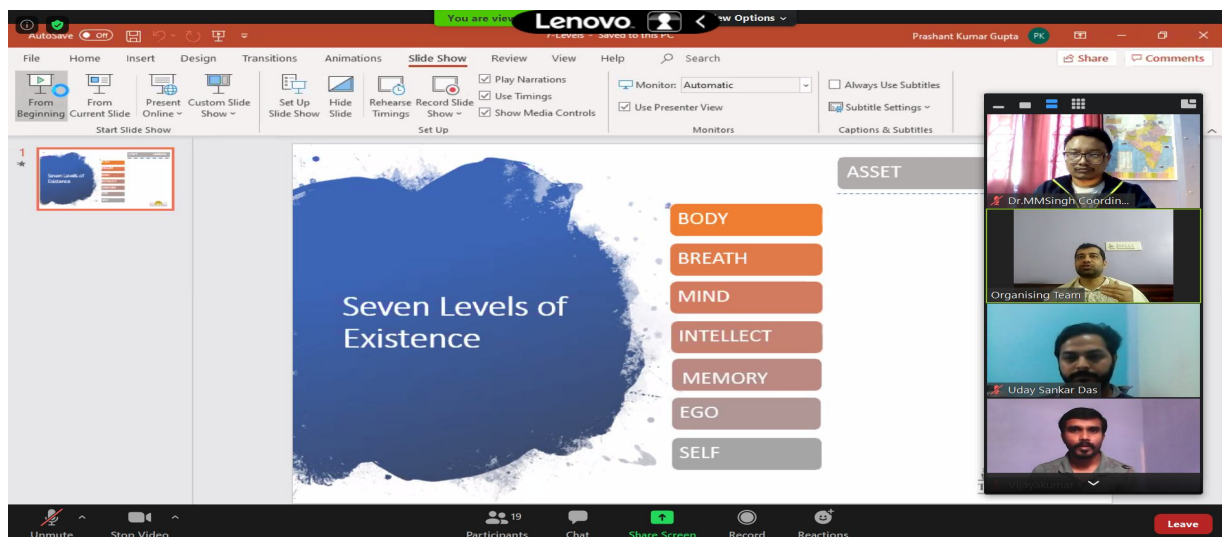 You are view
Lenovo
ew Options
AutoSave Off
7-Levels - Saved to this PC
Prashant Kumar Gupta PK
File Home Insert Design Transitions Animations Slide Show Review View Help Search
Share Comments
From Beginning
From Current Slide
Present Online
Custom Slide Show
Set Up Slide Show
Hide Slide
Rehearse Timings
Record Slide Show
Play Narrations
Use Timings
Show Media Controls
Monitor: Automatic
Use Presenter View
Always Use Subtitles
Subtitle Settings
Start Slide Show
Set Up
Monitors
Captions & Subtitles
1
Seven Levels of
Existence
ASSET
BODY
BREATH
MIND
INTELLECT
MEMORY
EGO
SELF
Dr.MMSingh Coordin...
Organising Team
Uday Sankar Das
Vijayakumar
Unmute
Stop Video
19
Participants
Chat
Share Screen
Record
Reactions
Leave